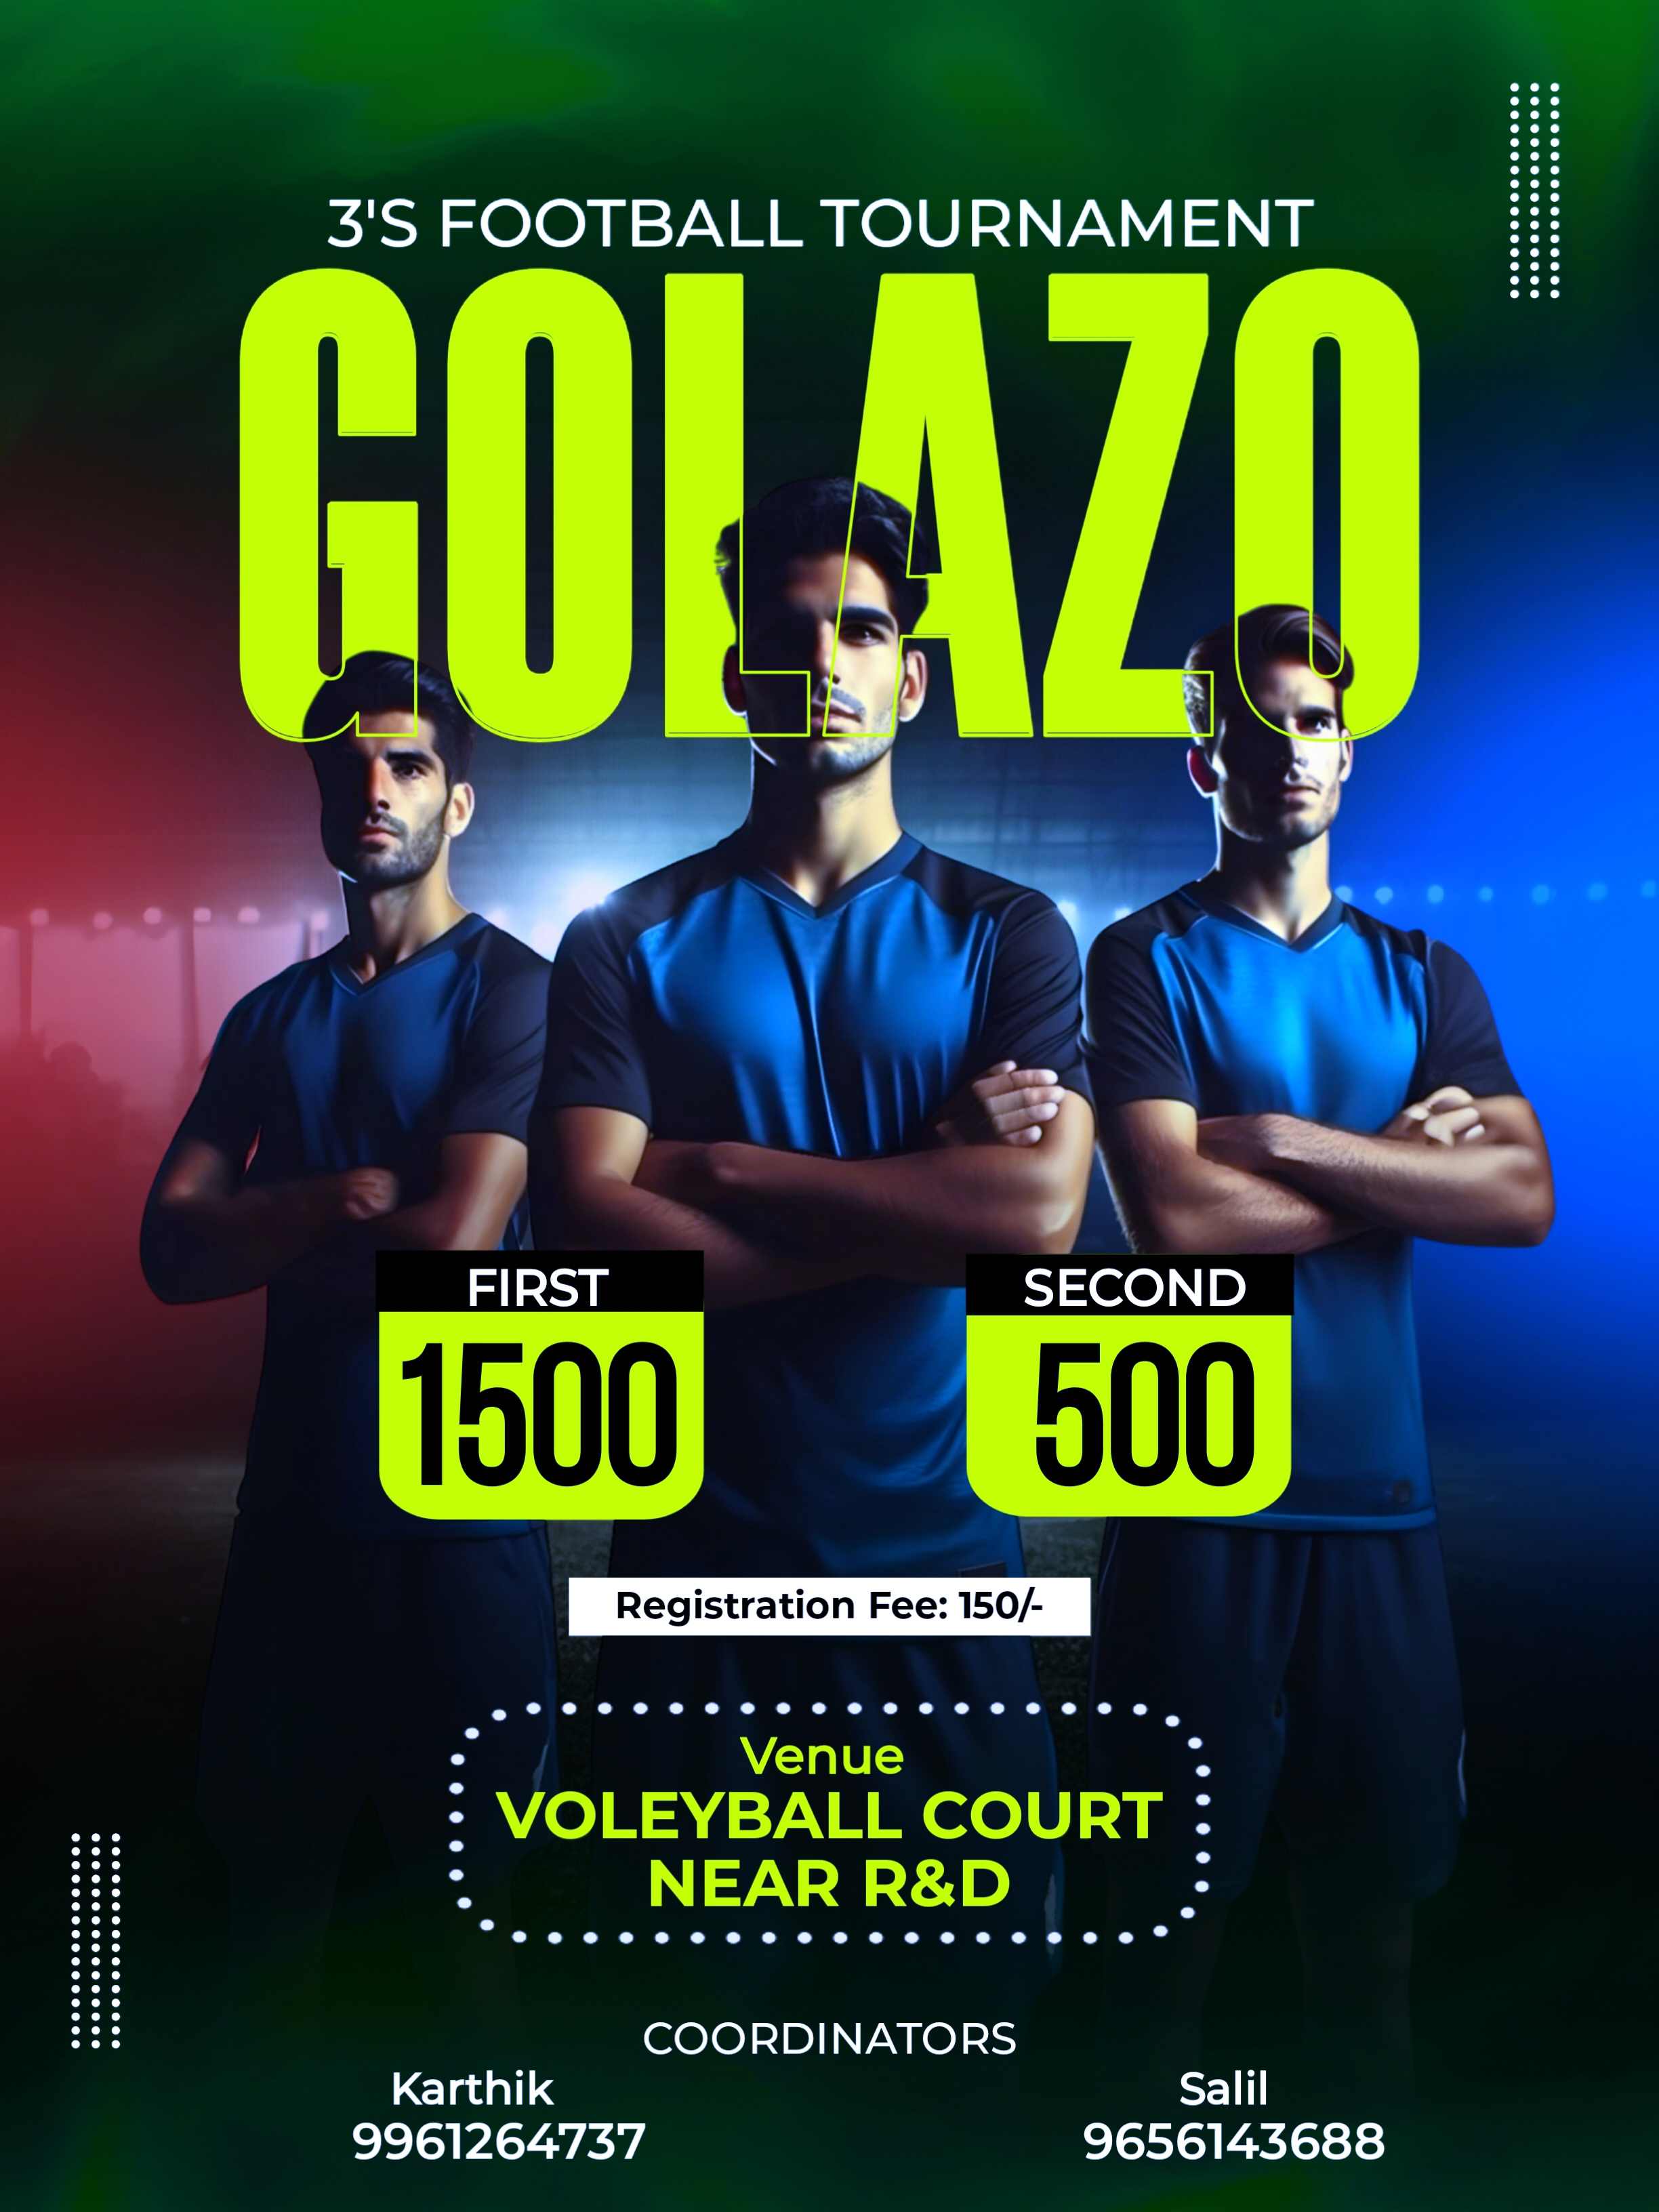 3'S FOOTBALL TOURNAMENT
GOLAZO
FIRST
1500
SECOND
500
Registration Fee: 150/-
Venue
VOLEYBALL COURT
NEAR R&D
COORDINATORS
Karthik
9961264737
Salil
9656143688